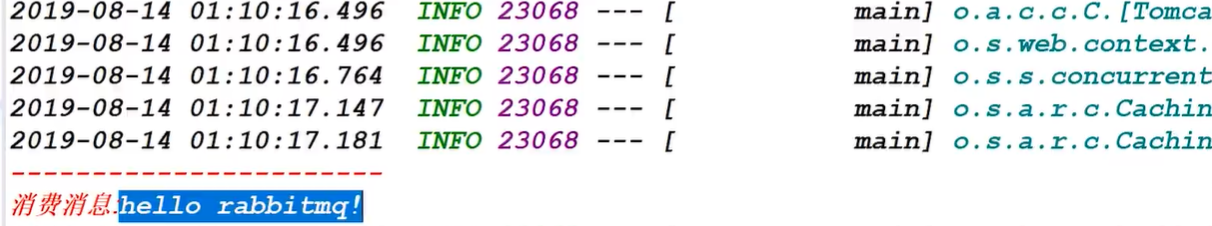 2019-08-14 01:10:16.496  INFO 23068 --- [           main] o.a.c.c.C.[Tomca
2019-08-14 01:10:16.496  INFO 23068 --- [           main] o.s.web.context.
2019-08-14 01:10:16.764  INFO 23068 --- [           main] o.s.s.concurrent
2019-08-14 01:10:17.147  INFO 23068 --- [           main] o.s.a.r.c.Cachin
2019-08-14 01:10:17.181  INFO 23068 --- [           main] o.s.a.r.c.Cachin
-------------------------
消费消息:hello rabbitmq!